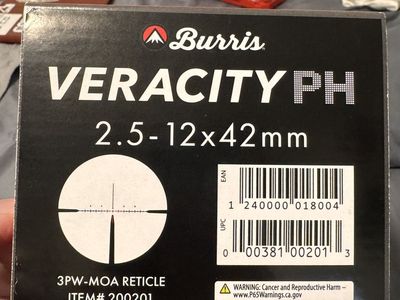 Burris
VERACITY PH
2.5-12x42mm
EAN
1 240000 018004
UPC
0 00381 00201 3
3PW-MOA RETICLE
ITEM# 200201
WARNING: Cancer and Reproductive Harm –
www.P65Warnings.ca.gov